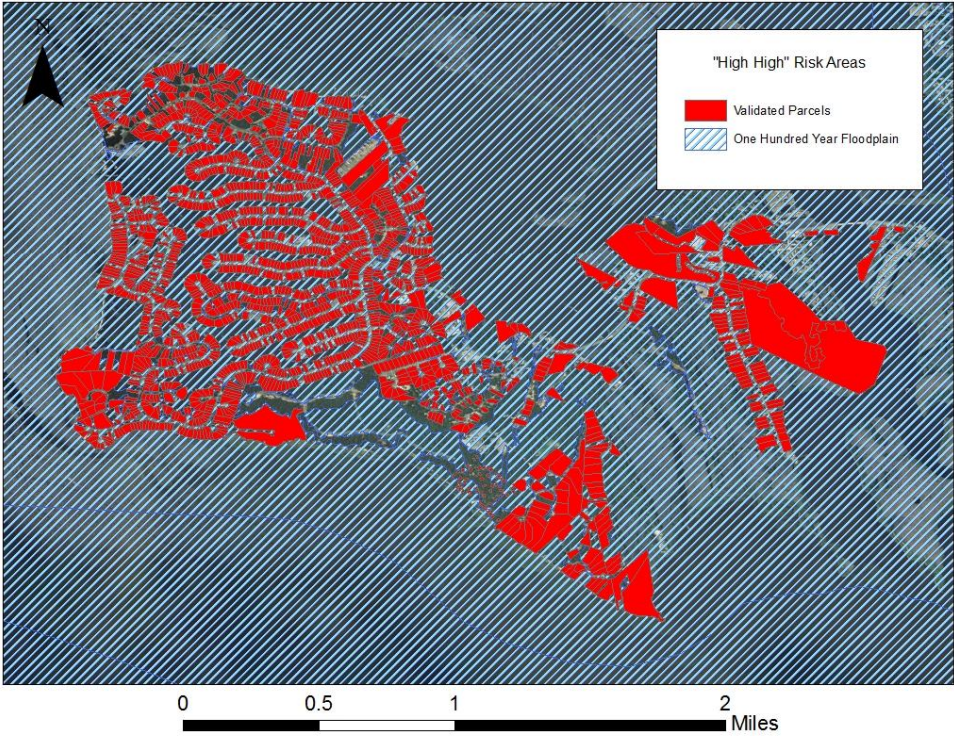 N
"High High" Risk Areas
Validated Parcels
One Hundred Year Floodplain
0 0.5 1 2
Miles